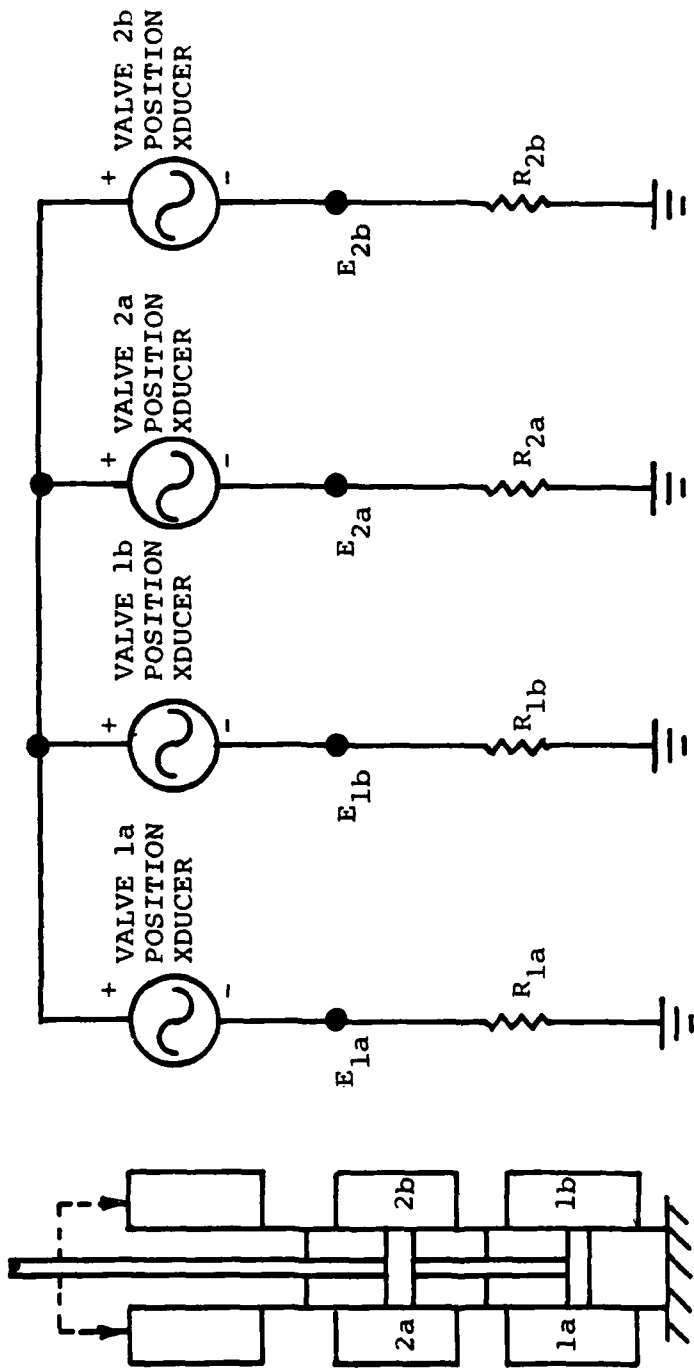 VALVE 1a
POSITION
XDUCER
VALVE 1b
POSITION
XDUCER
VALVE 2a
POSITION
XDUCER
VALVE 2b
POSITION
XDUCER
+
+
+
+
-
-
-
-
E1a
E1b
E2a
E2b
R1a
R1b
R2a
R2b
2a
2b
1a
1b